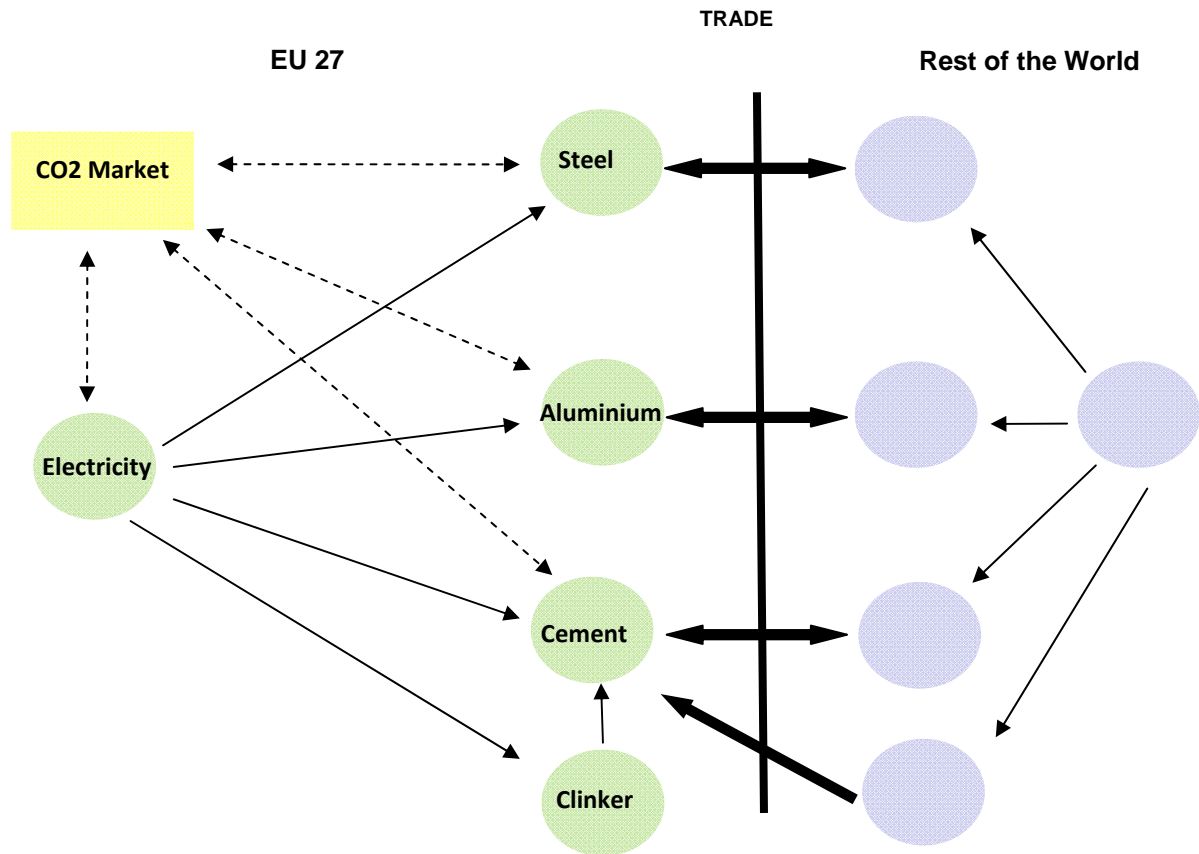 TRADE
EU 27
Rest of the World
CO2 Market
Steel
Aluminium
Electricity
Cement
Clinker